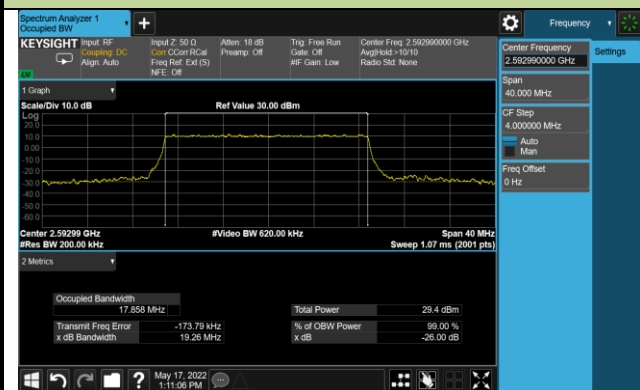 Spectrum Analyzer 1
Occupied BW
Frequency
KEYSIGHT
Input: RF
Coupling: DC
Align: Auto
Input Z: 50 Ω
Corr CCorr RCal
Freq Ref: Ext (S)
NFE: Off
Atten: 18 dB
Preamp: Off
Trig: Free Run
Gate: Off
#IF Gain: Low
Center Freq: 2.592990000 GHz
Avg|Hold:>10/10
Radio Std: None
1 Graph
Scale/Div 10.0 dB
Ref Value 30.00 dBm
Log
20.0
10.0
0.00
-10.0
-20.0
-30.0
-40.0
-50.0
-60.0
Center 2.59299 GHz
#Video BW 620.00 kHz
Span 40 MHz
#Res BW 200.00 kHz
Sweep 1.07 ms (2001 pts)
2 Metrics
Occupied Bandwidth
17.858 MHz
Total Power 29.4 dBm
Transmit Freq Error -173.79 kHz
% of OBW Power 99.00 %
x dB Bandwidth 19.26 MHz
x dB -26.00 dB
May 17, 2022
1:11:06 PM
Center Frequency
2.592990000 GHz
Settings
Span
40.000 MHz
CF Step
4.000000 MHz
Auto
Man
Freq Offset
0 Hz